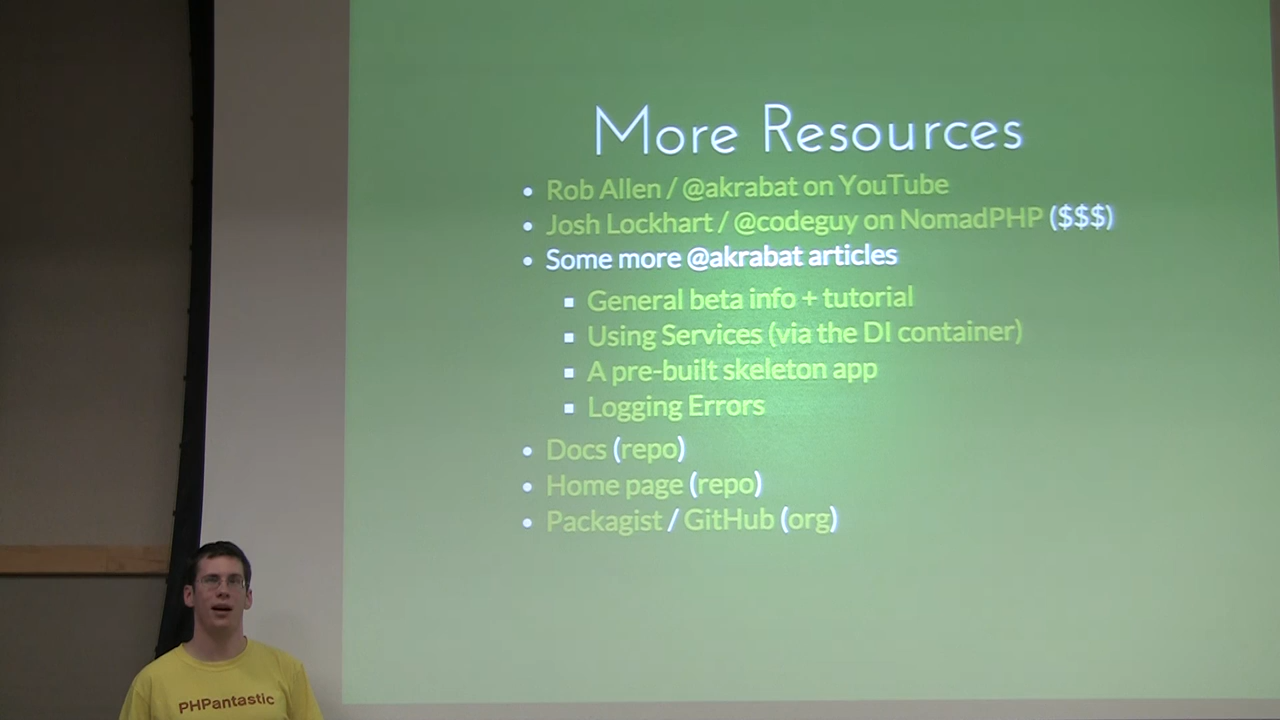 More Resources
Rob Allen / @akrabat on YouTube
Josh Lockhart / @codeguy on NomadPHP ($$$)
Some more @akrabat articles
General beta info + tutorial
Using Services (via the DI container)
A pre-built skeleton app
Logging Errors
Docs (repo)
Home page (repo)
Packagist / GitHub (org)
PHPantastic